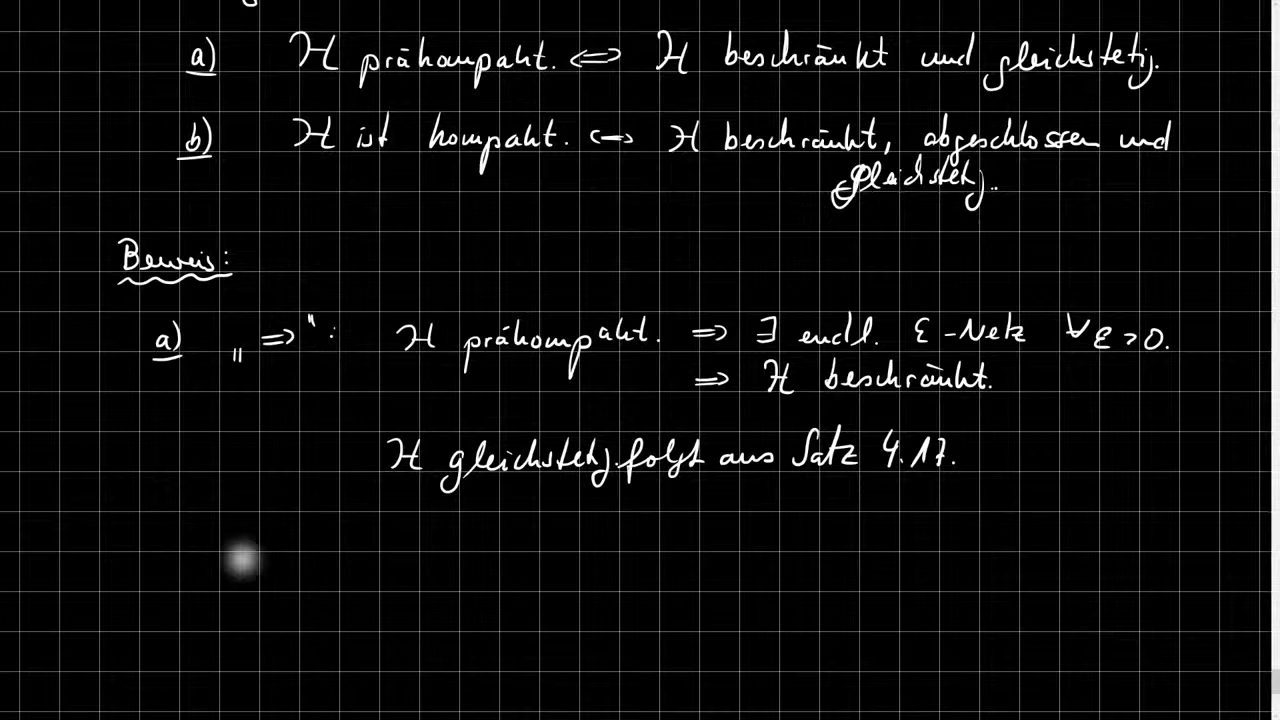 a) H präkompakt. ⇔ H beschränkt und gleichstetig.
b) H ist kompakt. ⇔ H beschränkt, abgeschlossen und
gleichstetig.
Beweis:
a) „⇒": H präkompakt. ⇒ ∃ endl. ε-Netz ∀ε>0.
⇒ H beschränkt.
H gleichstetig folgt aus Satz 4.17.